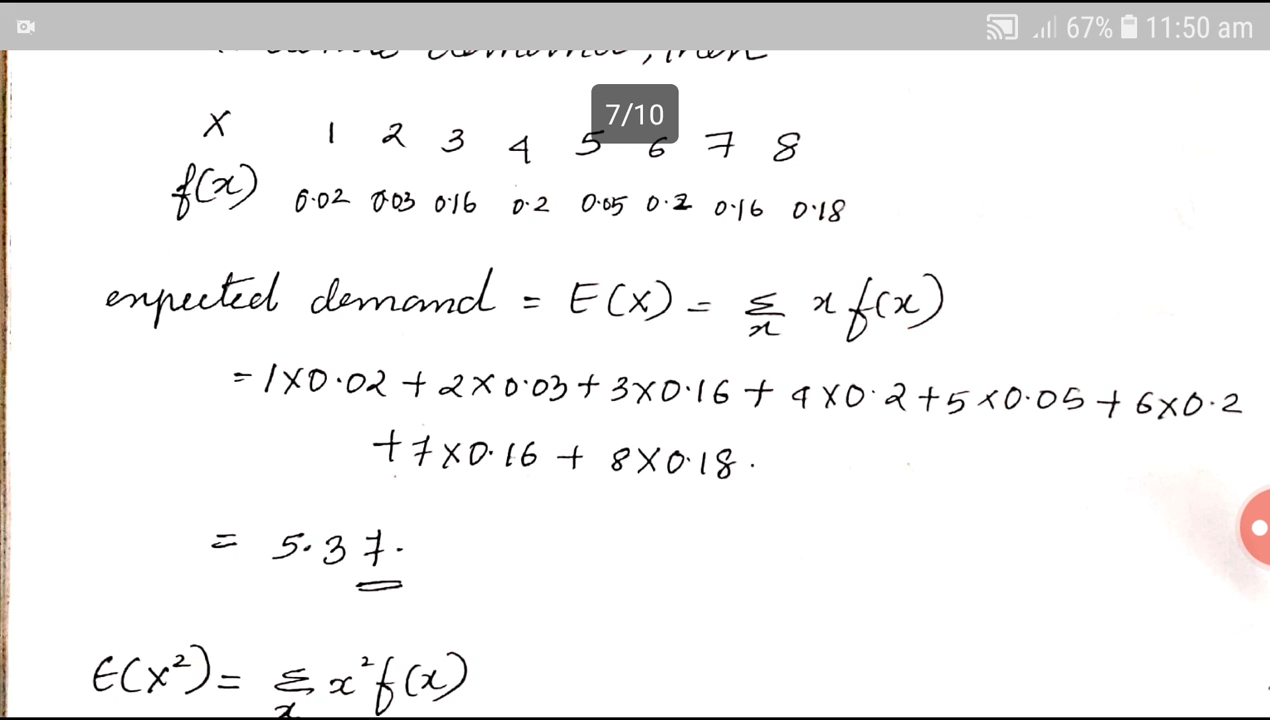 67% 11:50 am
, then
7/10
X 1 2 3 4 5 6 7 8
f(x) 0.02 0.03 0.16 0.2 0.05 0.2 0.16 0.18
expected demand = E(X) = Σx x f(x)
= 1×0.02 + 2×0.03 + 3×0.16 + 4×0.2 + 5×0.05 + 6×0.2
+ 7×0.16 + 8×0.18.
= 5.37.
E(X²) = Σx x² f(x)